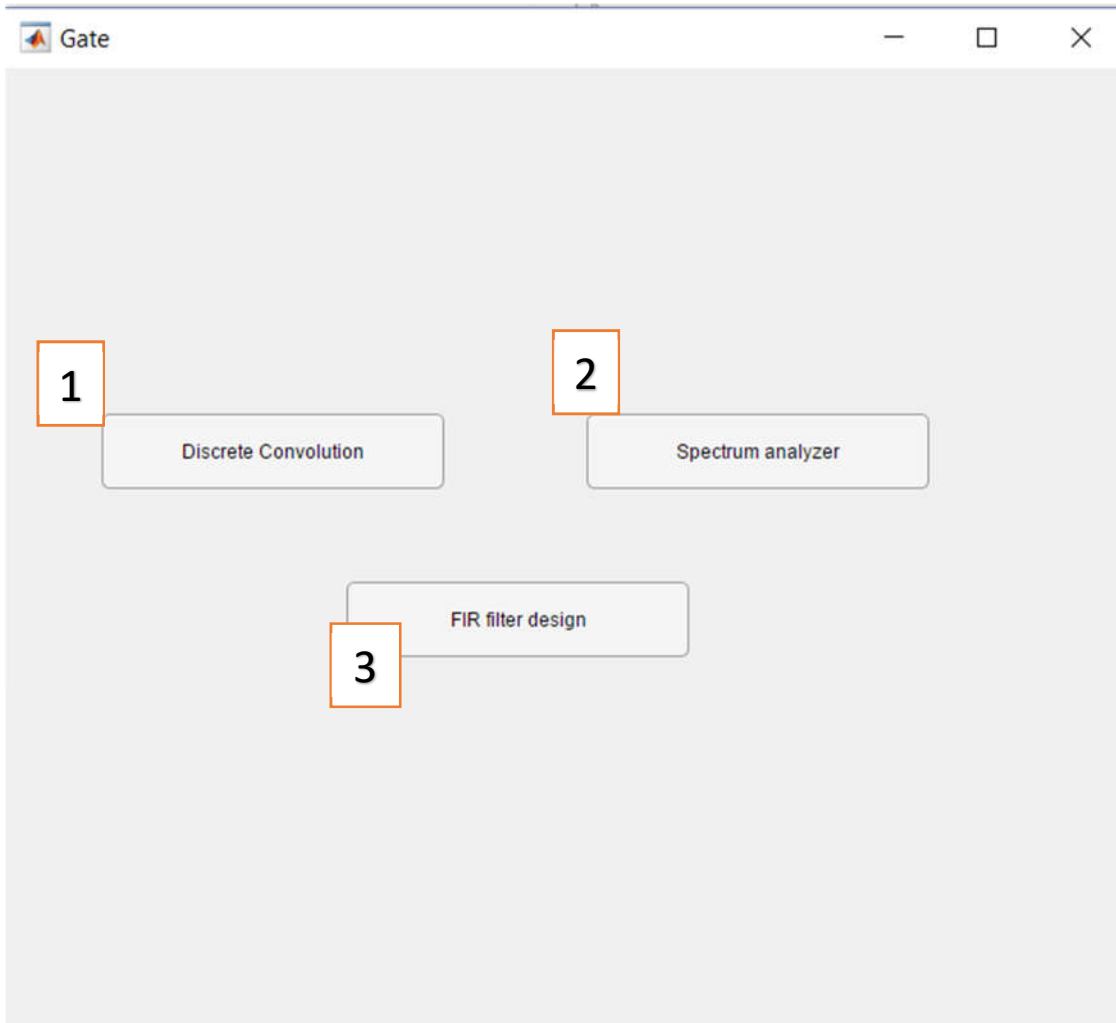 Gate
1
2
Discrete Convolution
Spectrum analyzer
FIR filter design
3